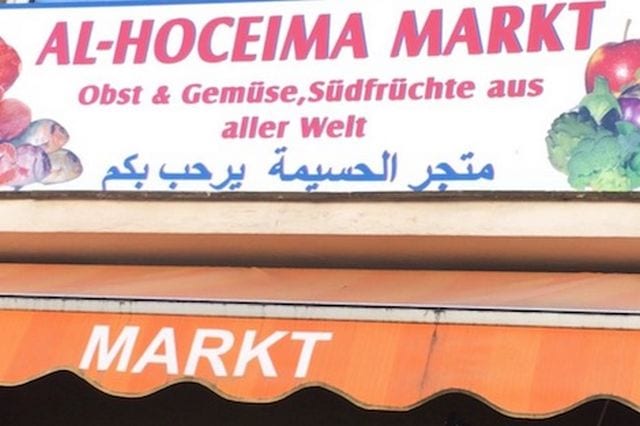 AL-HOCEIMA MARKT
Obst & Gemüse,Südfrüchte aus
aller Welt
متجر الحسيمة يرحب بكم
MARKT